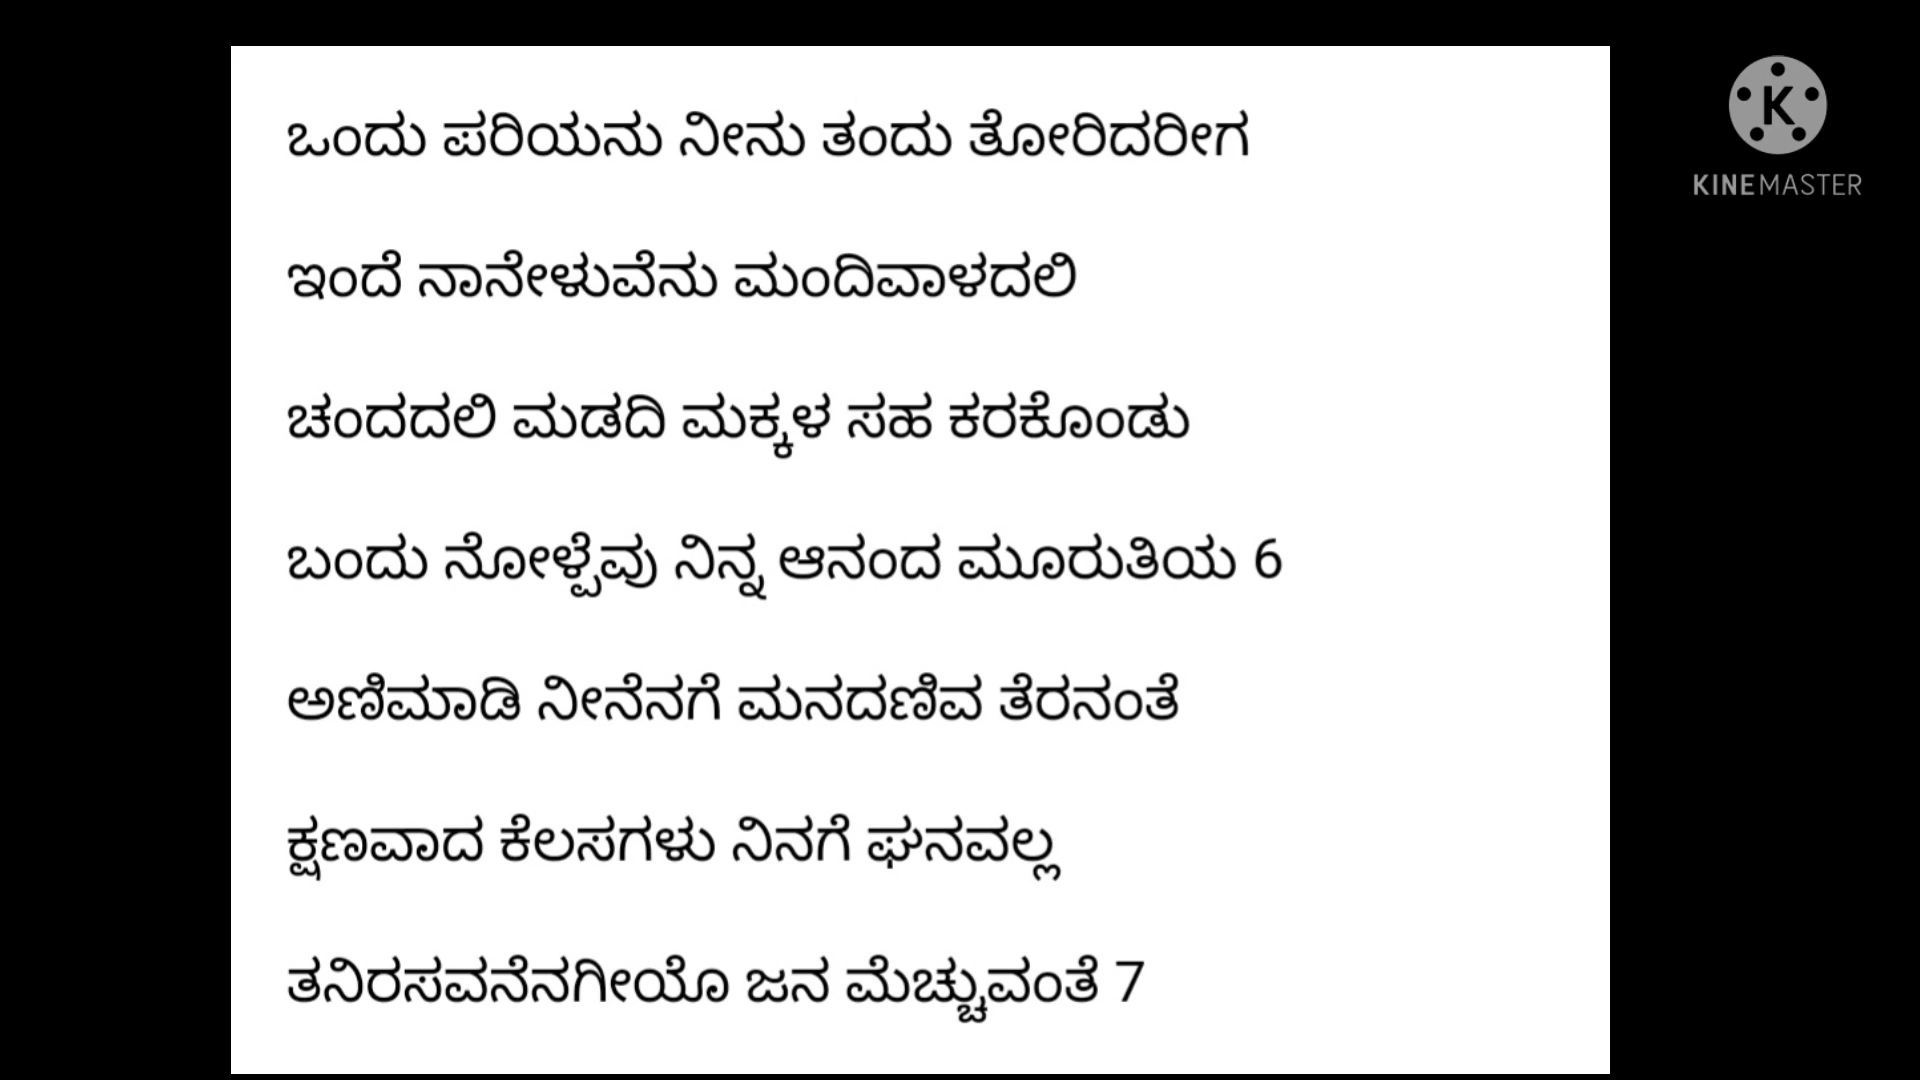 ಒಂದು ಪರಿಯನು ನೀನು ತಂದು ತೋರಿದರೀಗ
ಇಂದೆ ನಾನೇಳುವೆನು ಮಂದಿವಾಳದಲಿ
ಚಂದದಲಿ ಮಡದಿ ಮಕ್ಕಳ ಸಹ ಕರಕೊಂಡು
ಬಂದು ನೋಳ್ಪೆವು ನಿನ್ನ ಆನಂದ ಮೂರುತಿಯ 6
ಅಣಿಮಾಡಿ ನೀನೆನಗೆ ಮನದಣಿವ ತೆರನಂತೆ
ಕ್ಷಣವಾದ ಕೆಲಸಗಳು ನಿನಗೆ ಘನವಲ್ಲ
ತನಿರಸವನೆನಗೀಯೊ ಜನ ಮೆಚ್ಚುವಂತೆ 7
K
KINEMASTER